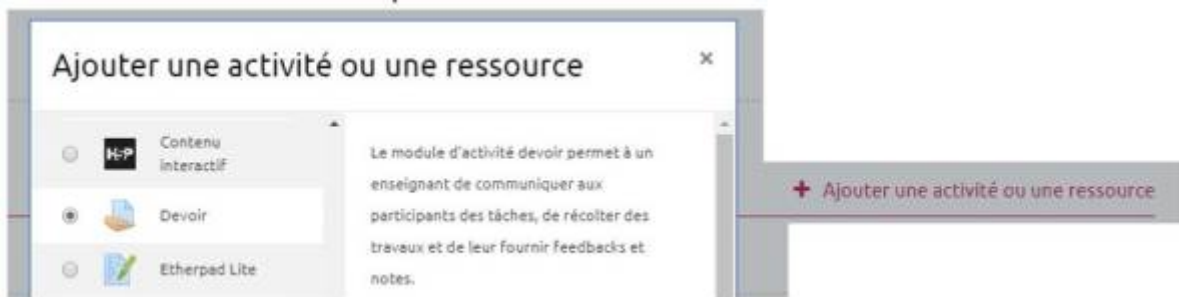 Ajouter une activité ou une ressource ×
H-P Contenu
interactif
Devoir
Etherpad Lite
Le module d'activité devoir permet à un
enseignant de communiquer aux
participants des tâches, de récolter des
travaux et de leur fournir feedbacks et
notes.
+ Ajouter une activité ou une ressource